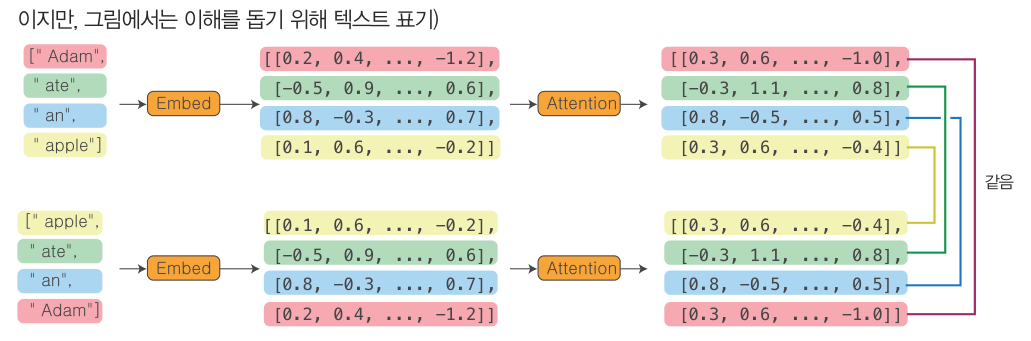 이지만, 그림에서는 이해를 돕기 위해 텍스트 표기)
[" Adam",
" ate",
" an",
" apple"]
Embed
[[0.2, 0.4, ..., -1.2],
[-0.5, 0.9, ..., 0.6],
[0.8, -0.3, ..., 0.7],
[0.1, 0.6, ..., -0.2]]
Attention
[[0.3, 0.6, ..., -1.0],
[-0.3, 1.1, ..., 0.8],
[0.8, -0.5, ..., 0.5],
[0.3, 0.6, ..., -0.4]]
같음
[" apple",
" ate",
" an",
" Adam"]
Embed
[[0.1, 0.6, ..., -0.2],
[-0.5, 0.9, ..., 0.6],
[0.8, -0.3, ..., 0.7],
[0.2, 0.4, ..., -1.2]]
Attention
[[0.3, 0.6, ..., -0.4],
[-0.3, 1.1, ..., 0.8],
[0.8, -0.5, ..., 0.5],
[0.3, 0.6, ..., -1.0]]